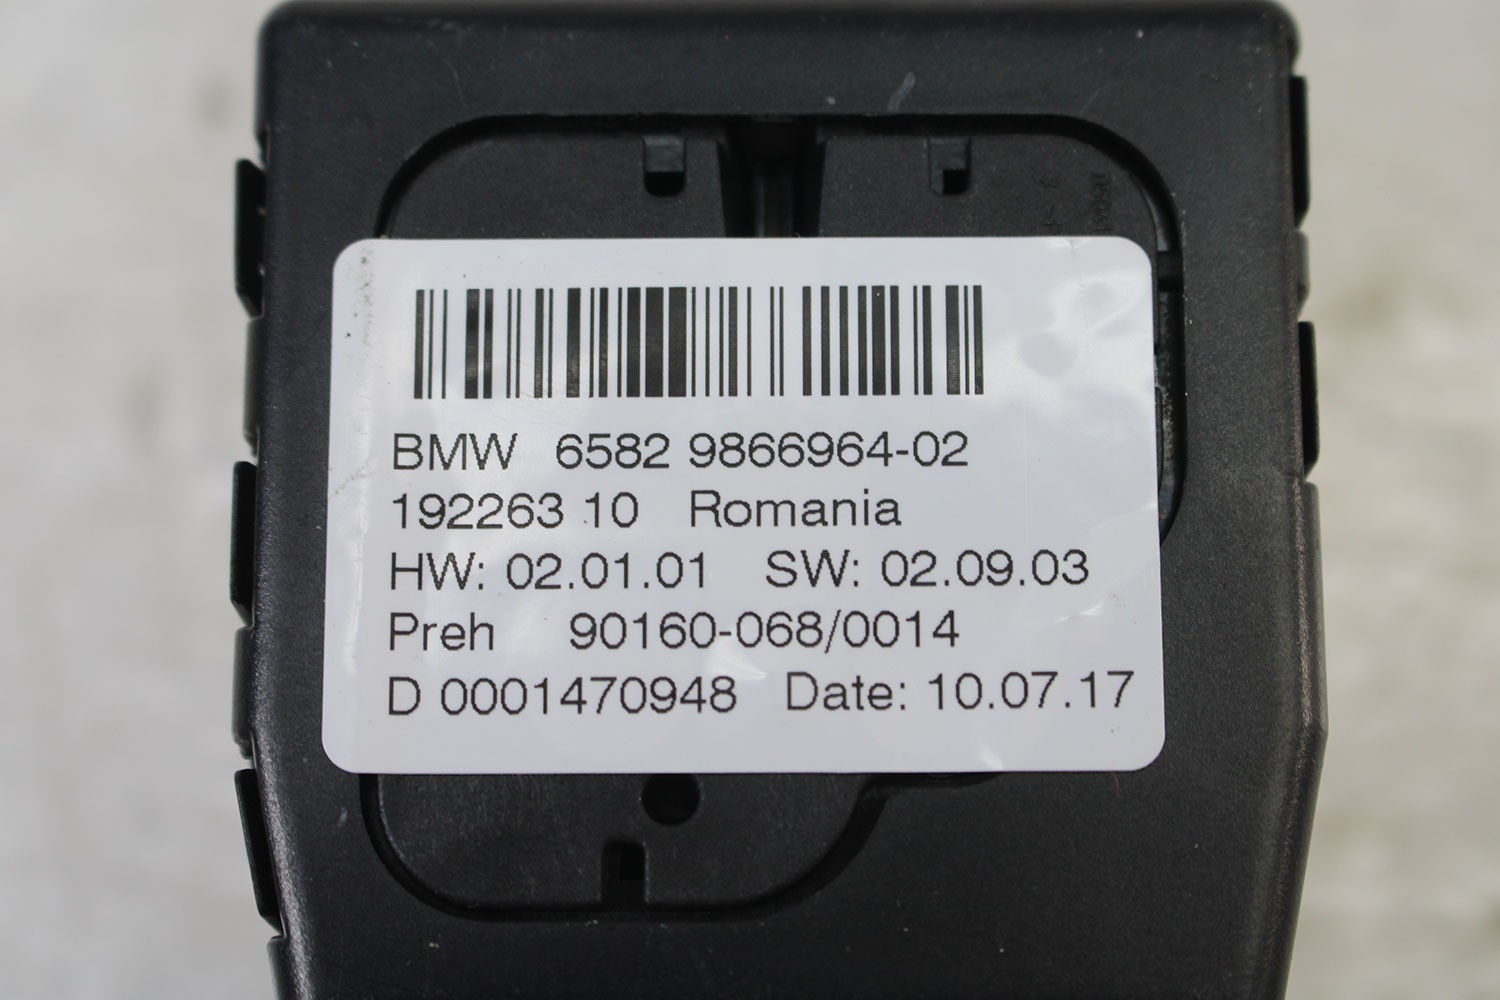 BMW 6582 9866964-02
192263 10 Romania
HW: 02.01.01 SW: 02.09.03
Preh 90160-068/0014
D 0001470948 Date: 10.07.17